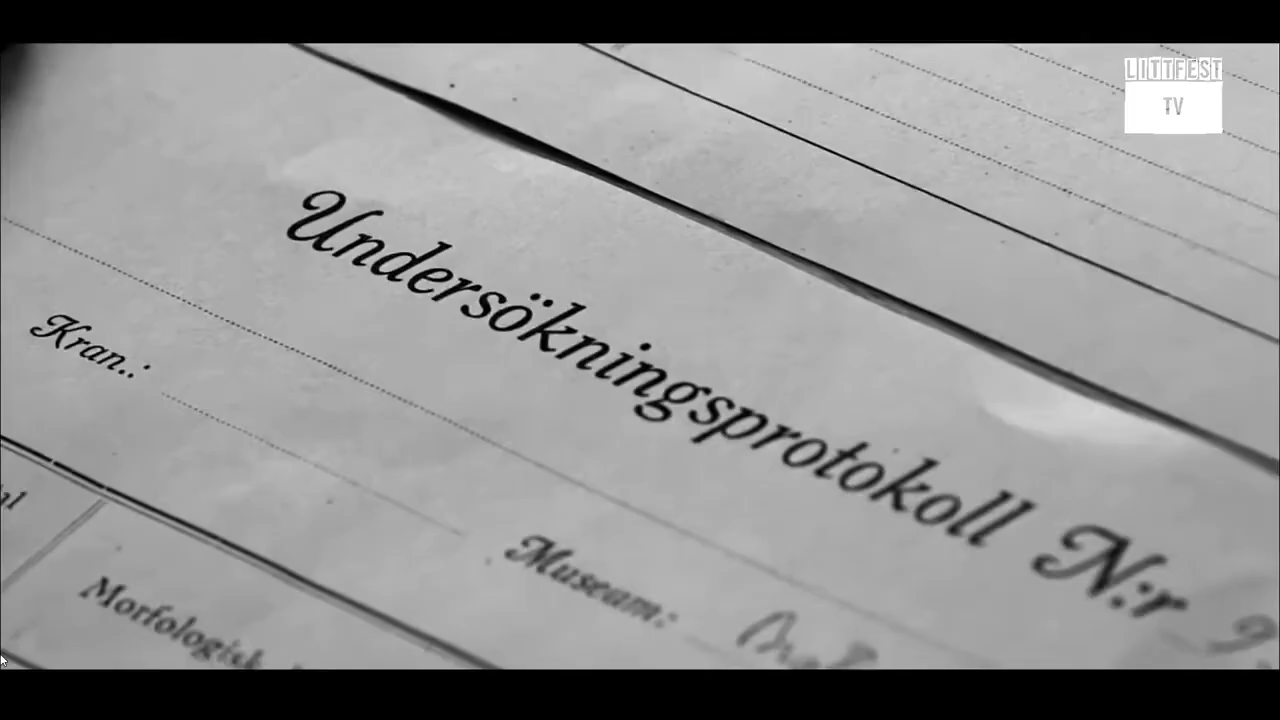 LITTFEST
TV
Undersökningsprotokoll N:r
Kran.:
Museum:
Morfologisk